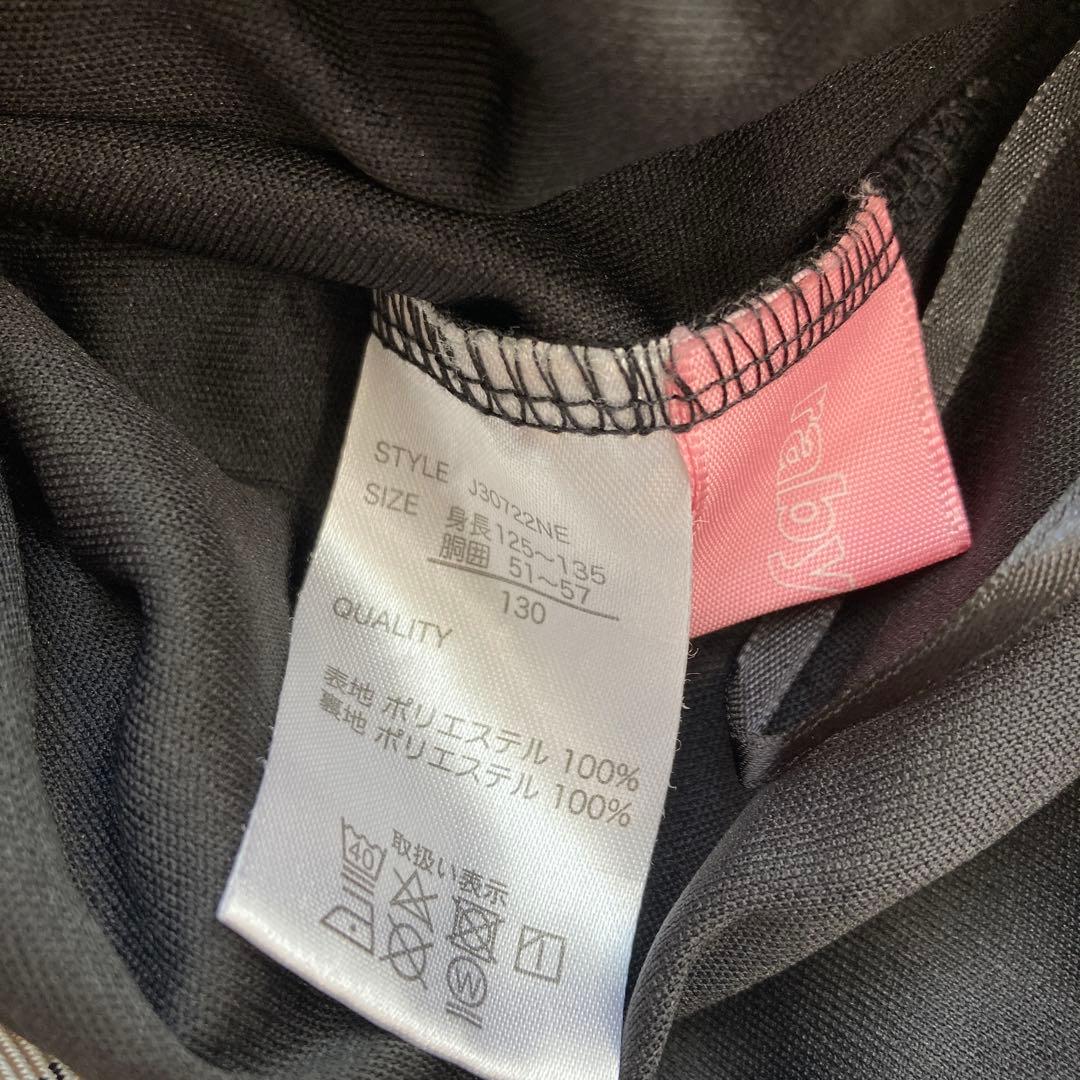 STYLE J30722NE
SIZE 身長125~135
胴囲 51~57
130
QUALITY
表地 ポリエステル 100%
裏地 ポリエステル 100%
取扱い表示
40
W
ruby